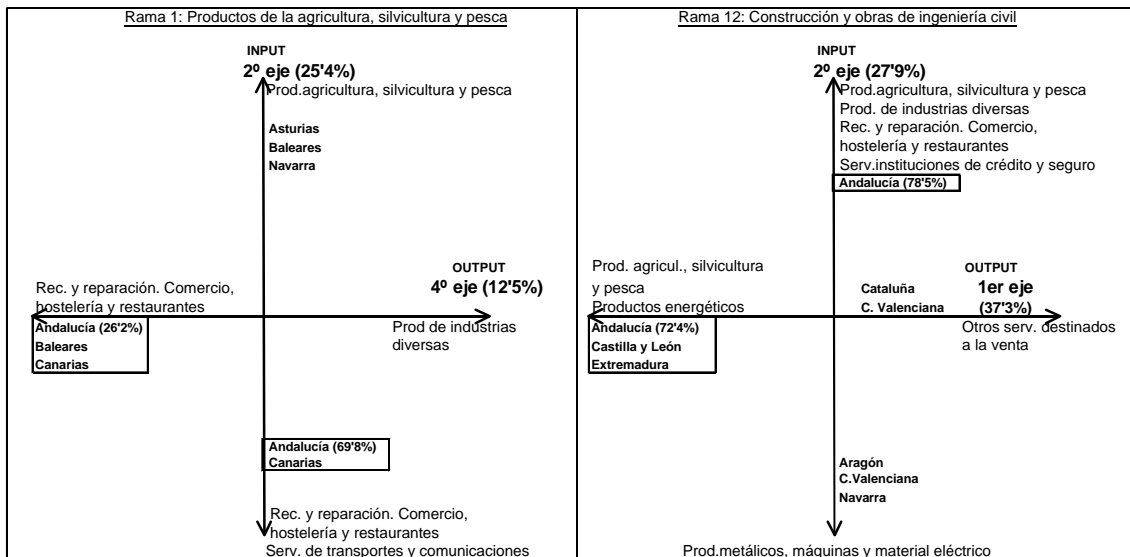 Rama 1: Productos de la agricultura, silvicultura y pesca
INPUT
2º eje (25'4%)
Prod.agricultura, silvicultura y pesca
Asturias
Baleares
Navarra
OUTPUT
4º eje (12'5%)
Rec. y reparación. Comercio,
hostelería y restaurantes
Andalucía (26'2%)
Baleares
Canarias
Prod de industrias
diversas
Andalucía (69'8%)
Canarias
Rec. y reparación. Comercio,
hostelería y restaurantes
Serv. de transportes y comunicaciones
Rama 12: Construcción y obras de ingeniería civil
INPUT
2º eje (27'9%)
Prod.agricultura, silvicultura y pesca
Prod. de industrias diversas
Rec. y reparación. Comercio,
hostelería y restaurantes
Serv.instituciones de crédito y seguro
Andalucía (78'5%)
Prod. agricul., silvicultura
y pesca
Productos energéticos
Andalucía (72'4%)
Castilla y León
Extremadura
Cataluña
C. Valenciana
OUTPUT
1er eje
(37'3%)
Otros serv. destinados
a la venta
Aragón
C.Valenciana
Navarra
Prod.metálicos, máquinas y material eléctrico